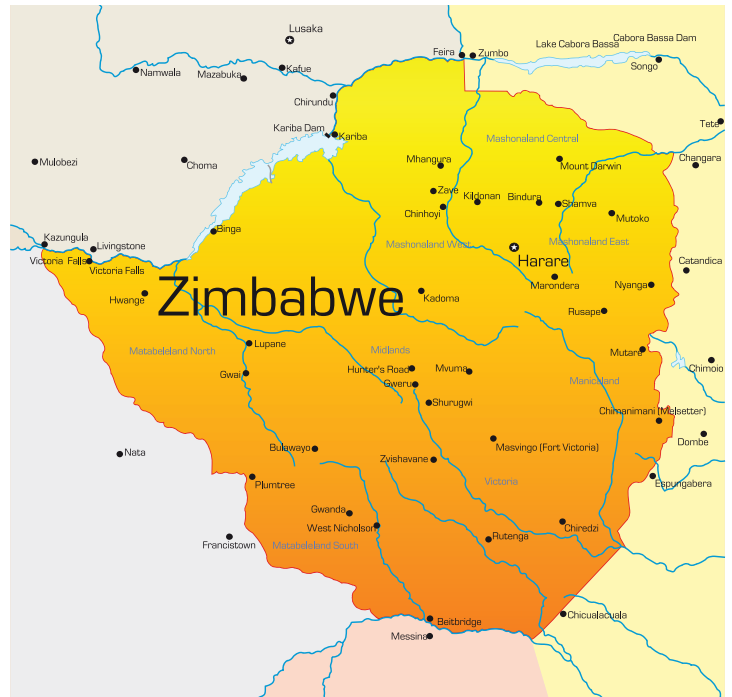 Lusaka
Feira
Zumbo
Lake Cabora Bassa
Cabora Bassa Dam
Songo
Namwala
Mazabuka
Kafue
Chirundu
Tete
Kariba Dam
Kariba
Mashonaland Central
Mulobezi
Choma
Mhangura
Mount Darwin
Changara
Zave
Kildonan
Bindura
Shamva
Chinhoyi
Mutoko
Binga
Kazungula
Livingstone
Mashonaland West
Mashonaland East
Harare
Victoria Falls
Victoria Falls
Catandica
Hwange
Zimbabwe
Kadoma
Marondera
Nyanga
Rusape
Lupane
Matabeleland North
Midlands
Mutare
Gwai
Hunter's Road
Mvuma
Chimoio
Gweru
Manicaland
Shurugwi
Chimanimani (Melsetter)
Nata
Bulawayo
Masvingo (Fort Victoria)
Dombe
Zvishavane
Plumtree
Victoria
Espungabera
Gwanda
West Nicholson
Chiredzi
Francistown
Matabeleland South
Rutenga
Beitbridge
Chicualacuala
Messina